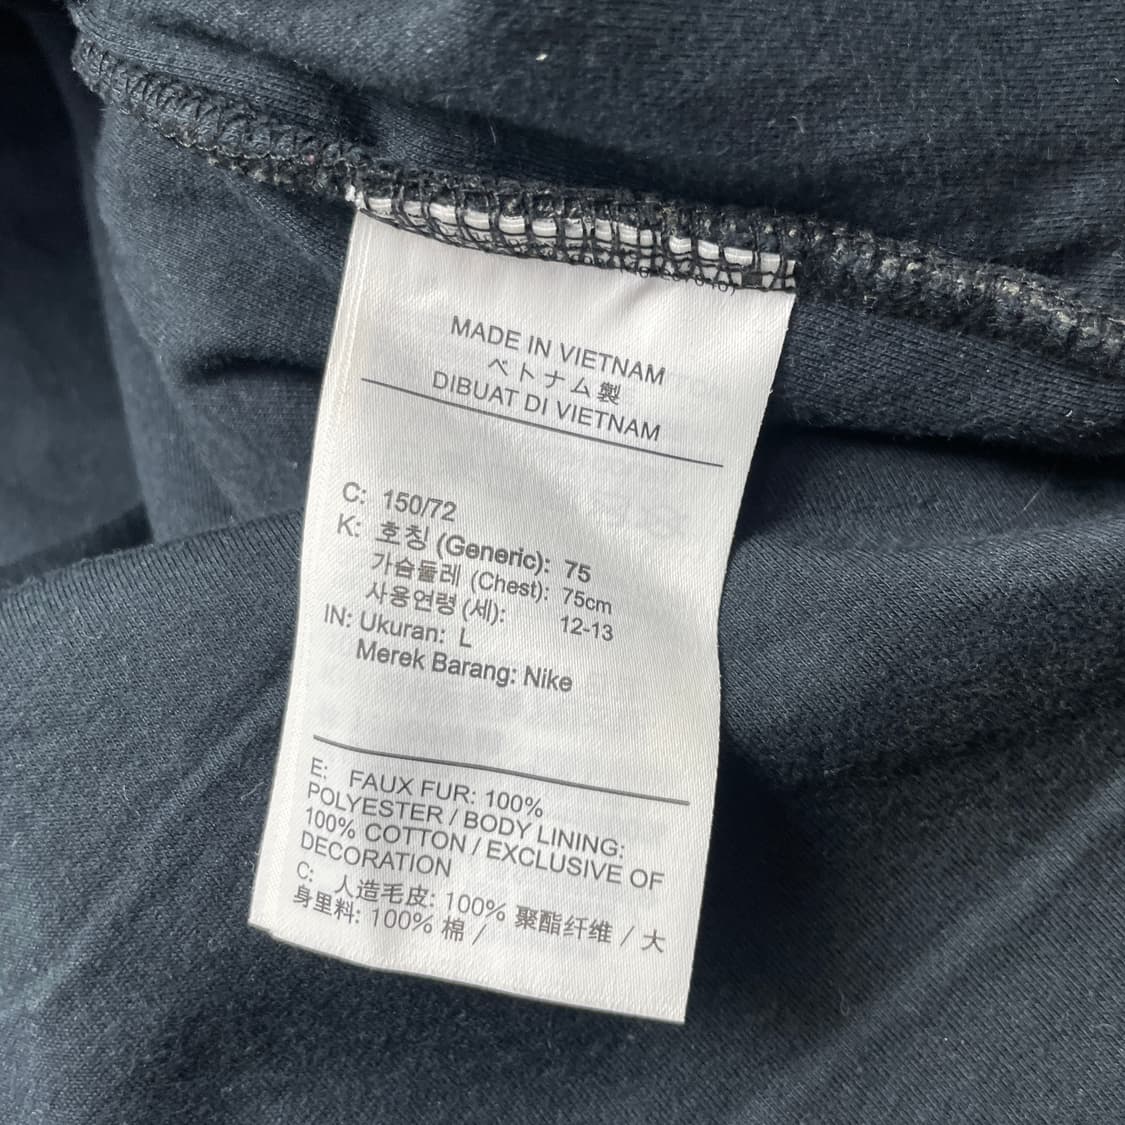 MADE IN VIETNAM
ベトナム製
DIBUAT DI VIETNAM
C: 150/72
K: 호칭 (Generic): 75
가슴둘레 (Chest): 75cm
사용연령 (세): 12-13
IN: Ukuran: L
Merek Barang: Nike
E: FAUX FUR: 100%
POLYESTER / BODY LINING:
100% COTTON / EXCLUSIVE OF
DECORATION
C: 人造毛皮: 100% 聚酯纤维 / 大
身里料: 100% 棉 /